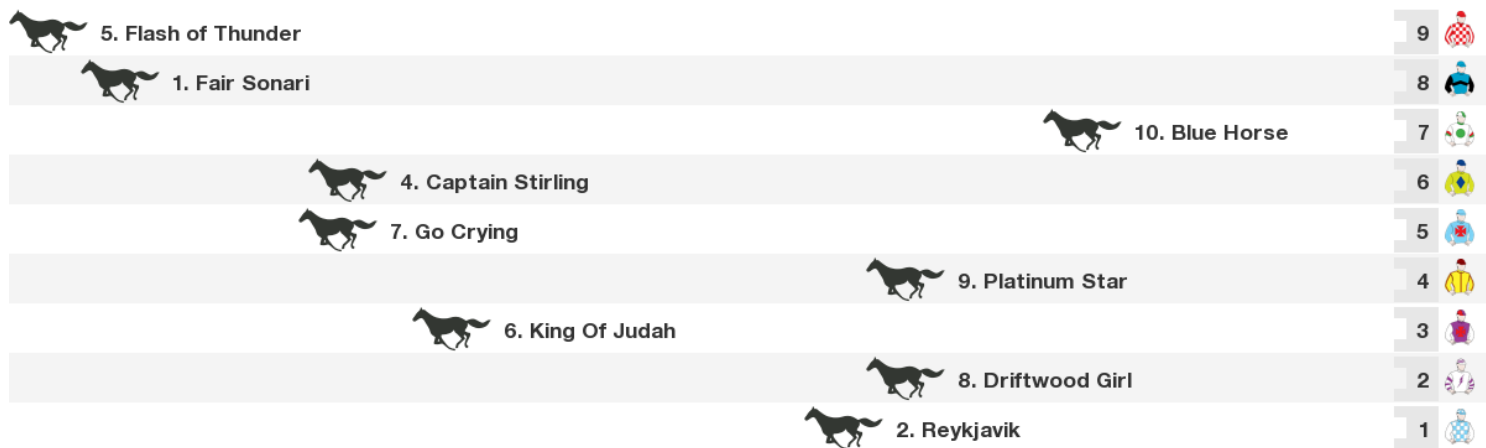 5. Flash of Thunder 9
1. Fair Sonari 8
10. Blue Horse 7
4. Captain Stirling 6
7. Go Crying 5
9. Platinum Star 4
6. King Of Judah 3
8. Driftwood Girl 2
2. Reykjavik 1